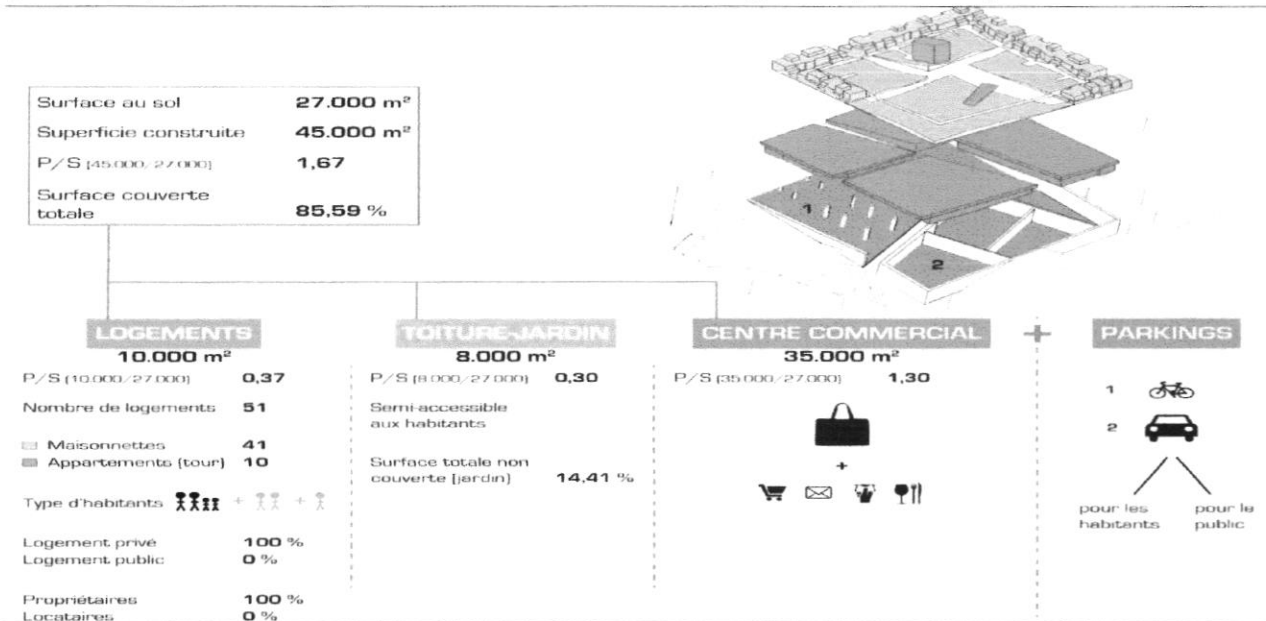 Surface au sol 27.000 m²
Superficie construite 45.000 m²
P/S [45.000/27.000] 1,67
Surface couverte
totale 85,59 %
1
2
LOGEMENTS
10.000 m²
P/S [10.000/27.000] 0,37
Nombre de logements 51
Maisonnettes 41
Appartements [tour] 10
Type d'habitants + +
Logement privé 100 %
Logement public 0 %
Propriétaires 100 %
Locataires 0 %
TOITURE-JARDIN
8.000 m²
P/S [8.000/27.000] 0,30
Semi-accessible
aux habitants
Surface totale non
couverte [jardin] 14,41 %
CENTRE COMMERCIAL
35.000 m²
P/S [35.000/27.000] 1,30
+
+
PARKINGS
1
2
pour les
habitants
pour le
public